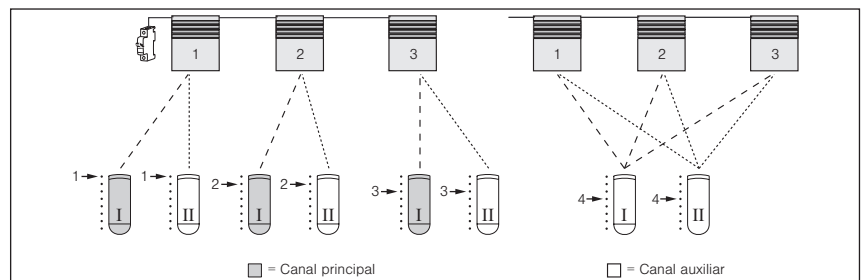 1 2 3 1 2 3
1 1 2 2 3 3 4 4
I II I II I II I II
= Canal principal = Canal auxiliar